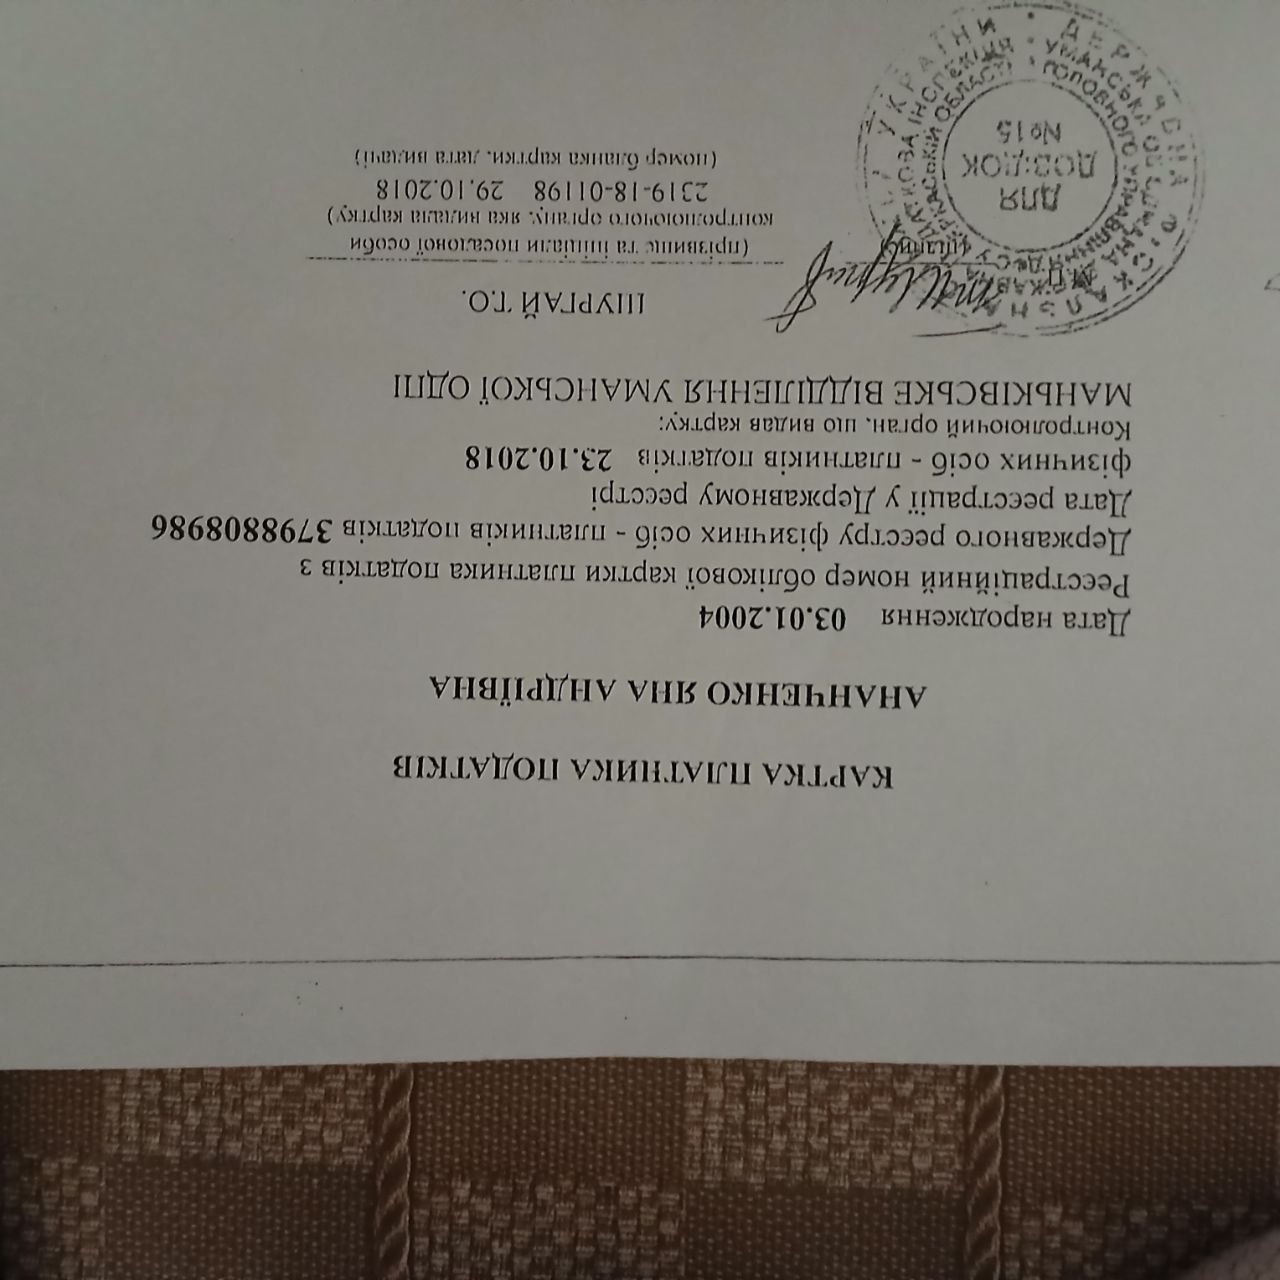 КАРТКА ПЛАТНИКА ПОДАТКІВ
АНАНЧЕНКО ЯНА АНДРІЇВНА
Дата народження 03.01.2004
Реєстраційний номер облікової картки платника податків з
Державного реєстру фізичних осіб - платників податків 3798808986
Дата реєстрації у Державному реєстрі
фізичних осіб - платників податків 23.10.2018
Контролюючий орган, що видав картку:
МАНЬКІВСЬКЕ ВІДДІЛЕННЯ УМАНСЬКОЇ ОДПІ
ШУРГАЙ Т.О.
(підпис)
(прізвище та ініціали посадової особи
контролюючого органу, яка видала картку)
2319-18-01198 29.10.2018
(номер бланка картки, дата видачі)
ДЛЯ
ДОВ:ДОК
№15